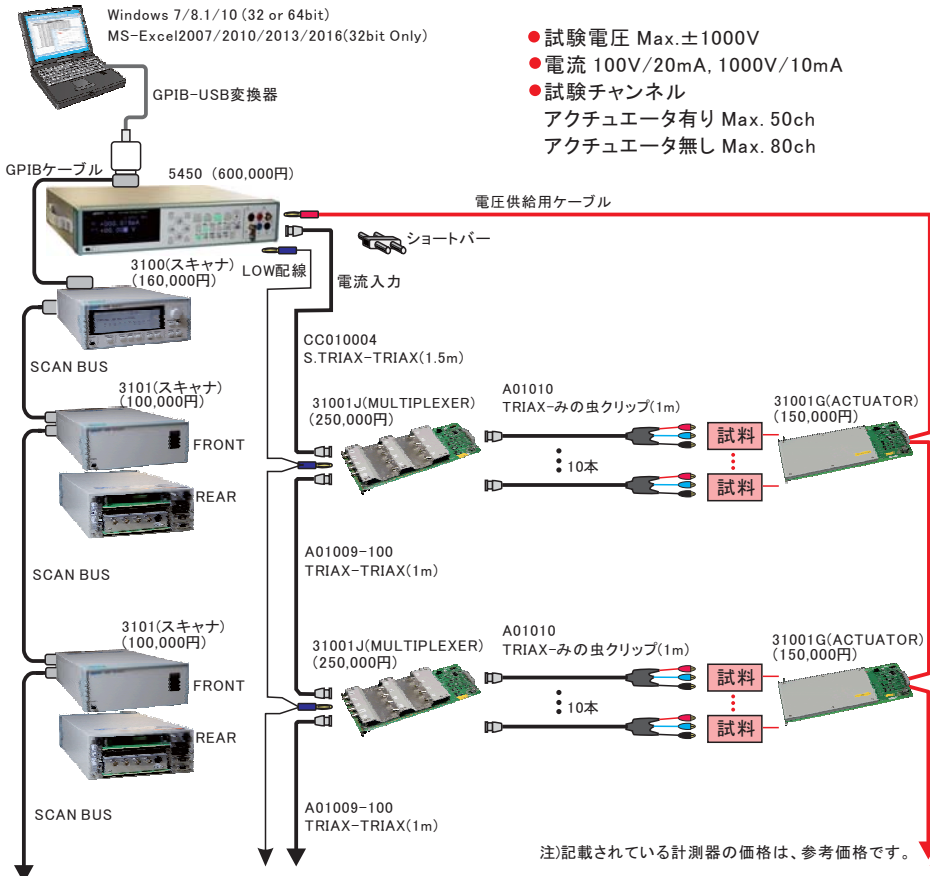 Windows 7/8.1/10 (32 or 64bit)
MS-Excel2007/2010/2013/2016(32bit Only)
●試験電圧 Max.±1000V
●電流 100V/20mA, 1000V/10mA
●試験チャンネル
アクチュエータ有り Max. 50ch
アクチュエータ無し Max. 80ch
GPIB-USB変換器
GPIBケーブル
5450 (600,000円)
電圧供給用ケーブル
ショートバー
3100(スキャナ)
(160,000円)
LOW配線
電流入力
CC010004
S.TRIAX-TRIAX(1.5m)
SCAN BUS
3101(スキャナ)
(100,000円)
FRONT
REAR
31001J(MULTIPLEXER)
(250,000円)
A01010
TRIAX-みの虫クリップ(1m)
10本
試料
試料
31001G(ACTUATOR)
(150,000円)
A01009-100
TRIAX-TRIAX(1m)
SCAN BUS
3101(スキャナ)
(100,000円)
FRONT
REAR
31001J(MULTIPLEXER)
(250,000円)
A01010
TRIAX-みの虫クリップ(1m)
10本
試料
試料
31001G(ACTUATOR)
(150,000円)
A01009-100
TRIAX-TRIAX(1m)
SCAN BUS
注)記載されている計測器の価格は、参考価格です。